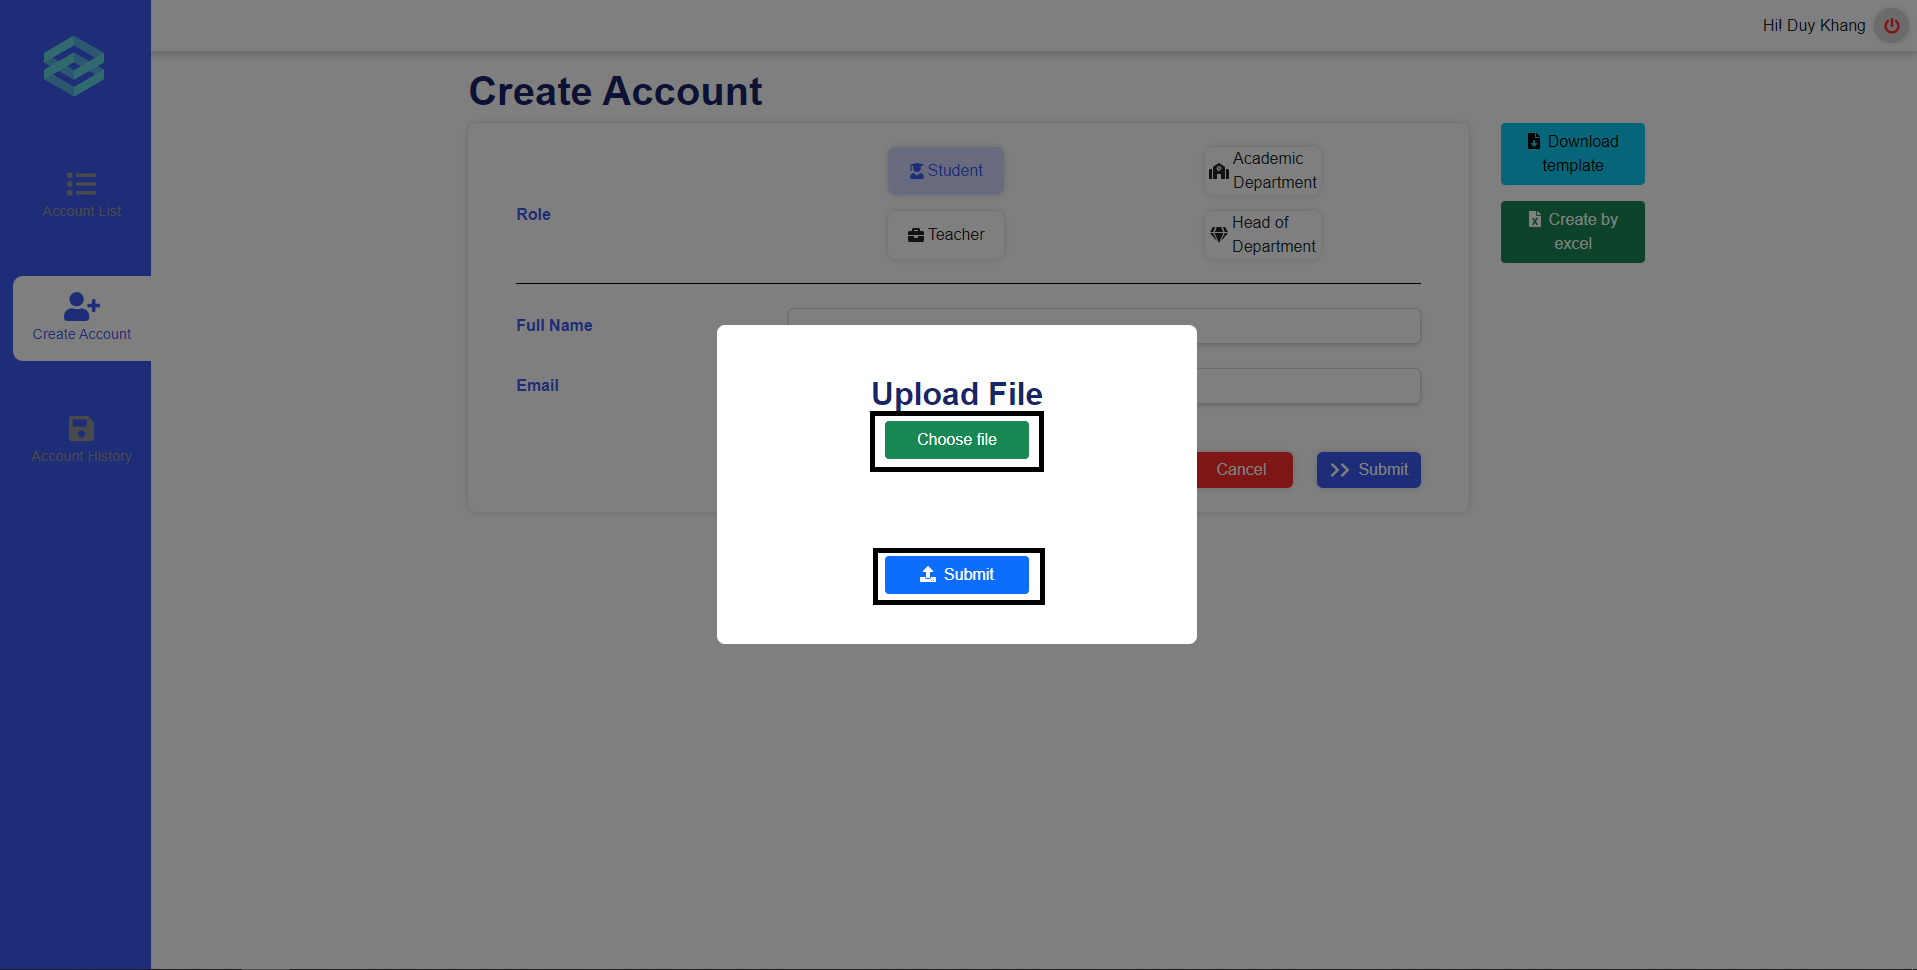 Hi! Duy Khang
Account List
Create Account
Account History
Create Account
Role
Student
Academic
Department
Teacher
Head of
Department
Download
template
Create by
excel
Full Name
Email
Cancel
Submit
Upload File
Choose file
Submit